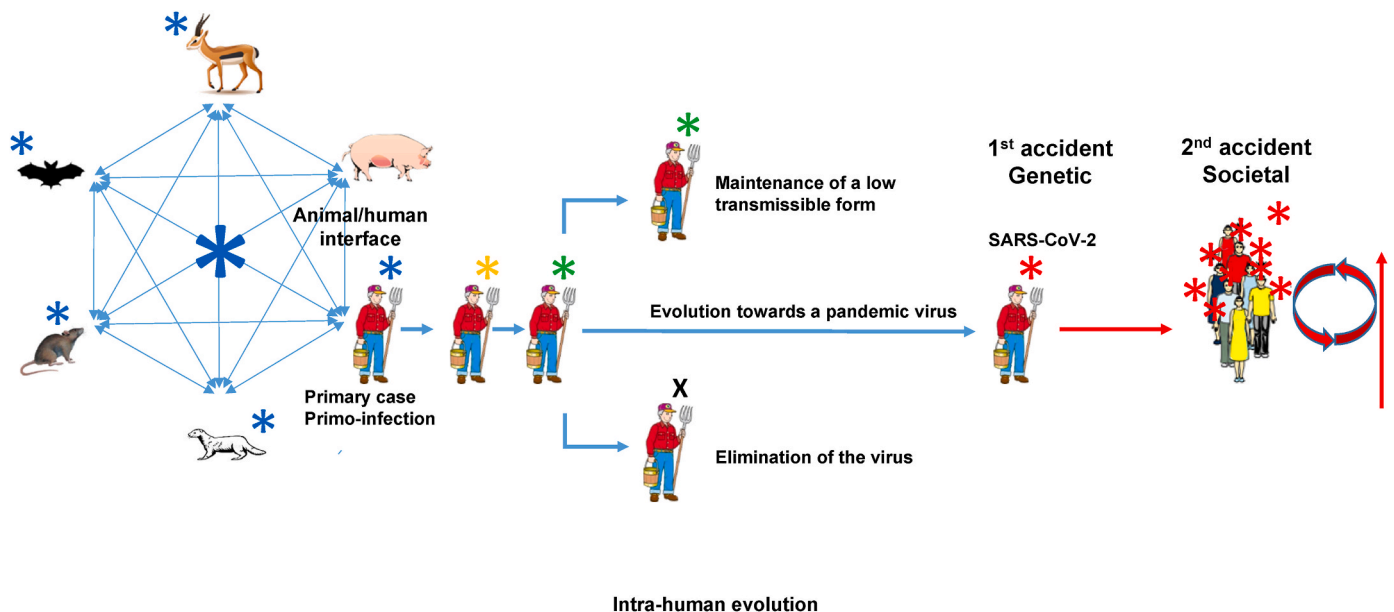 1st accident
Genetic
2nd accident
Societal
Animal/human
interface
Maintenance of a low
transmissible form
SARS-CoV-2
Evolution towards a pandemic virus
Primary case
Primo-infection
X
Elimination of the virus
Intra-human evolution